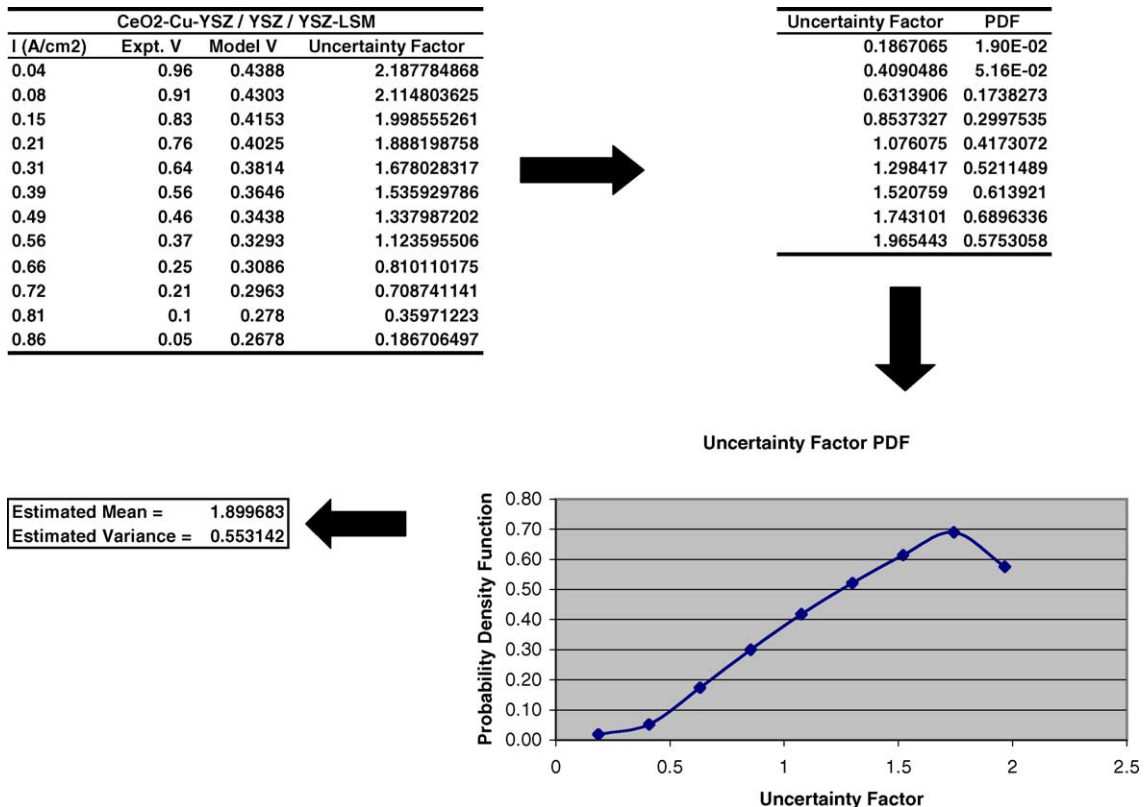 CeO2-Cu-YSZ / YSZ / YSZ-LSM
I (A/cm2) Expt. V Model V Uncertainty Factor
0.04 0.96 0.4388 2.187784868
0.08 0.91 0.4303 2.114803625
0.15 0.83 0.4153 1.998555261
0.21 0.76 0.4025 1.888198758
0.31 0.64 0.3814 1.678028317
0.39 0.56 0.3646 1.535929786
0.49 0.46 0.3438 1.337987202
0.56 0.37 0.3293 1.123595506
0.66 0.25 0.3086 0.810110175
0.72 0.21 0.2963 0.708741141
0.81 0.1 0.278 0.35971223
0.86 0.05 0.2678 0.186706497
Uncertainty Factor PDF
0.1867065 1.90E-02
0.4090486 5.16E-02
0.6313906 0.1738273
0.8537327 0.2997535
1.076075 0.4173072
1.298417 0.5211489
1.520759 0.613921
1.743101 0.6896336
1.965443 0.5753058
Uncertainty Factor PDF
Probability Density Function
0.80
0.70
0.60
0.50
0.40
0.30
0.20
0.10
0.00
0 0.5 1 1.5 2 2.5
Uncertainty Factor
Estimated Mean = 1.899683
Estimated Variance = 0.553142